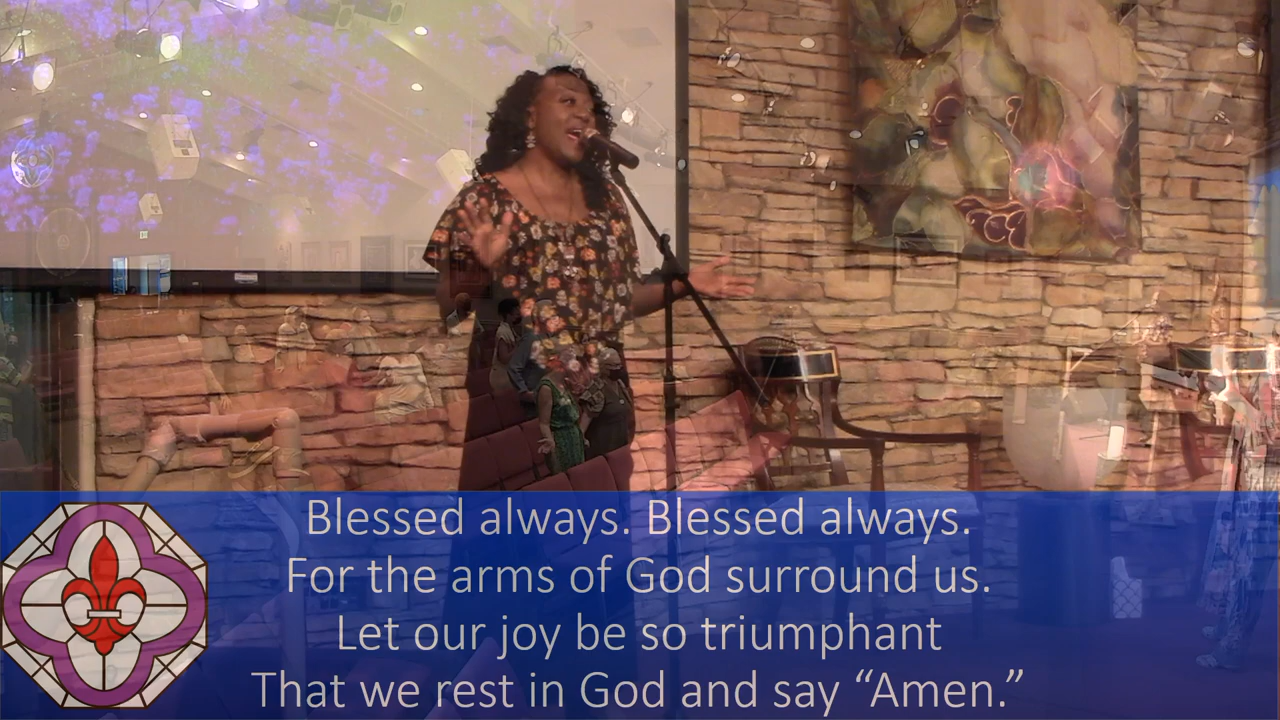 Blessed always. Blessed always.
For the arms of God surround us.
Let our joy be so triumphant
That we rest in God and say “Amen.”